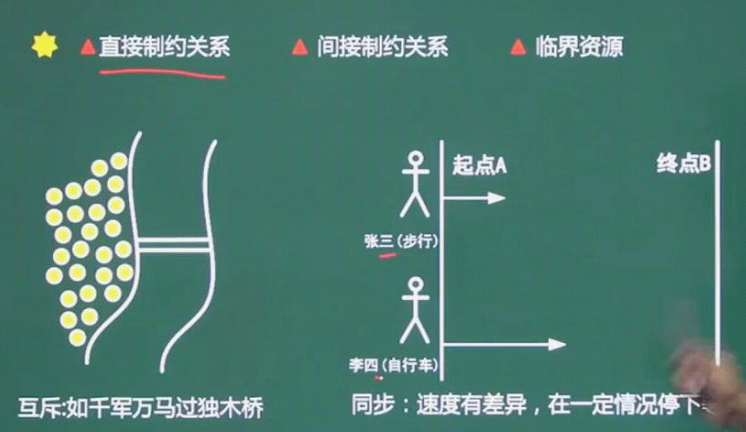 直接制约关系 间接制约关系 临界资源
起点A 终点B
张三(步行)
李四(自行车)
互斥:如千军万马过独木桥
同步：速度有差异，在一定情况停下